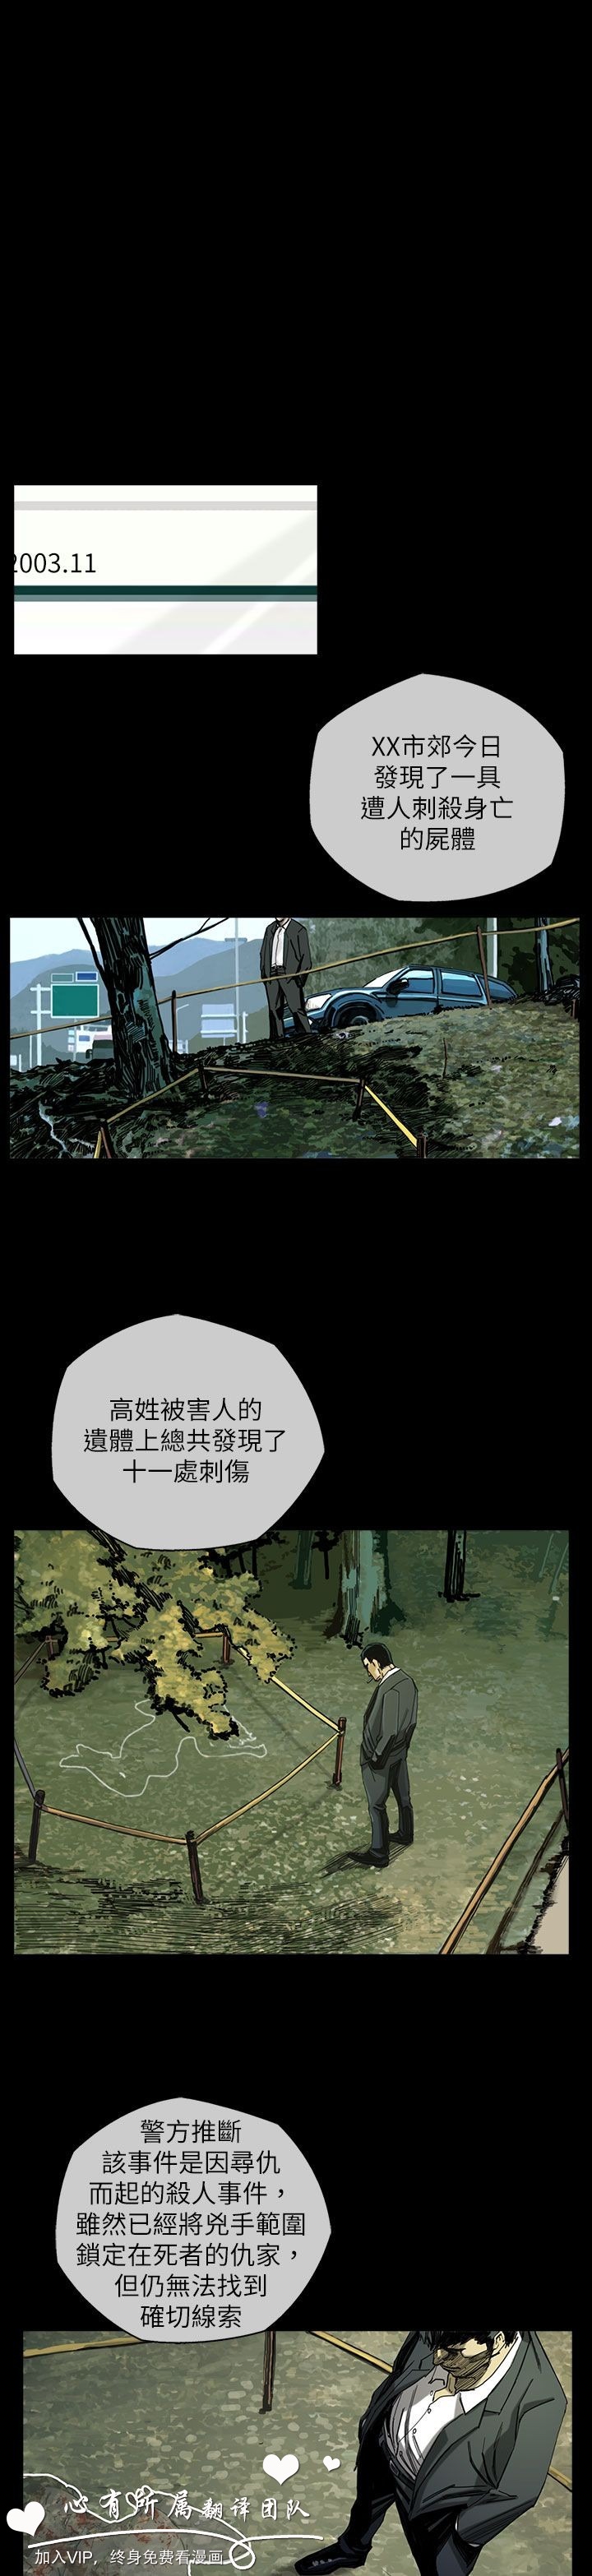 2003.11
XX市郊今日
發現了一具
遭人刺殺身亡
的屍體
高姓被害人的
遺體上總共發現了
十一處刺傷
警方推斷
該事件是因尋仇
而起的殺人事件，
雖然已經將兇手範圍
鎖定在死者的仇家，
但仍無法找到
確切線索
心有所属翻译团队
加入VIP，终身免费看漫画